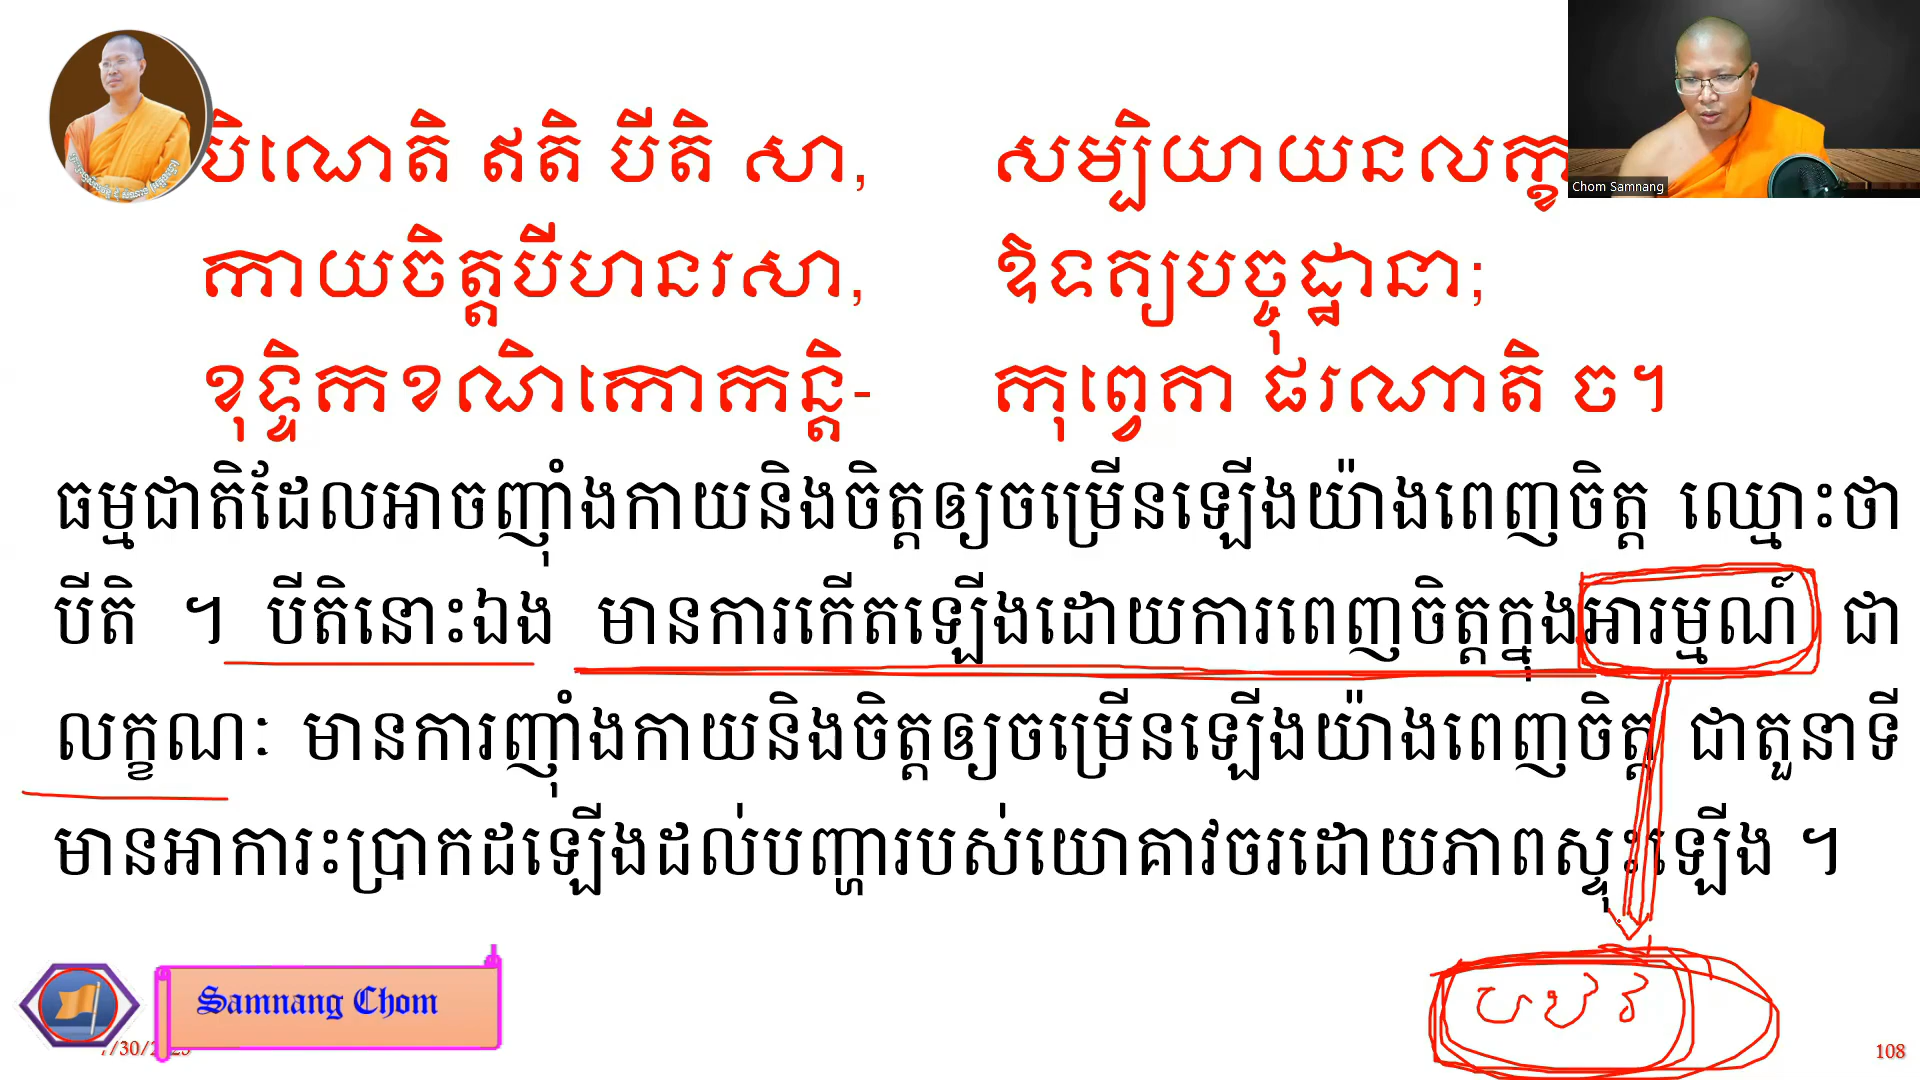 បិណេតិ ឥតិ បីតិ សា, សម្បិយាយនលក្ខ
កាយចិត្តបីហនរសា, ឱទគ្យបច្ចុដ្ឋានា;
ខុទ្ទិកខណិកោកន្តិ- កុព្វេគា ផរណាតិ ច។
ធម្មជាតិដែលអាចញ៉ាំងកាយនិងចិត្តឲ្យចម្រើនឡើងយ៉ាងពេញចិត្ត ឈ្មោះថា
បីតិ ។ បីតិនោះឯង មានការកើតឡើងដោយការពេញចិត្តក្នុងអារម្មណ៍ ជា
លក្ខណៈ មានការញ៉ាំងកាយនិងចិត្តឲ្យចម្រើនឡើងយ៉ាងពេញចិត្ត ជាតួនាទី
មានអាការះប្រាកដឡើងដល់បញ្ហារបស់យោគាវចរដោយភាពស្ទុះឡើង ។
Chom Samnang
Samnang Chom
108